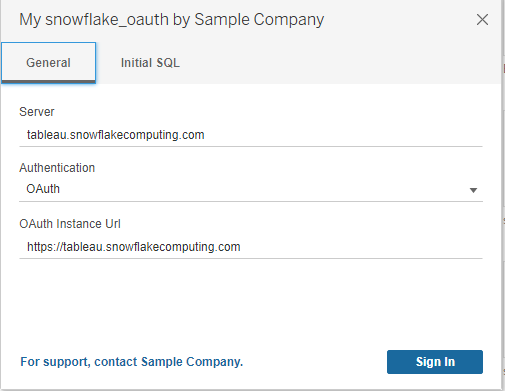 My snowflake_oauth by Sample Company
General
Initial SQL
Server
tableau.snowflakecomputing.com
Authentication
OAuth
OAuth Instance Url
https://tableau.snowflakecomputing.com
For support, contact Sample Company.
Sign In